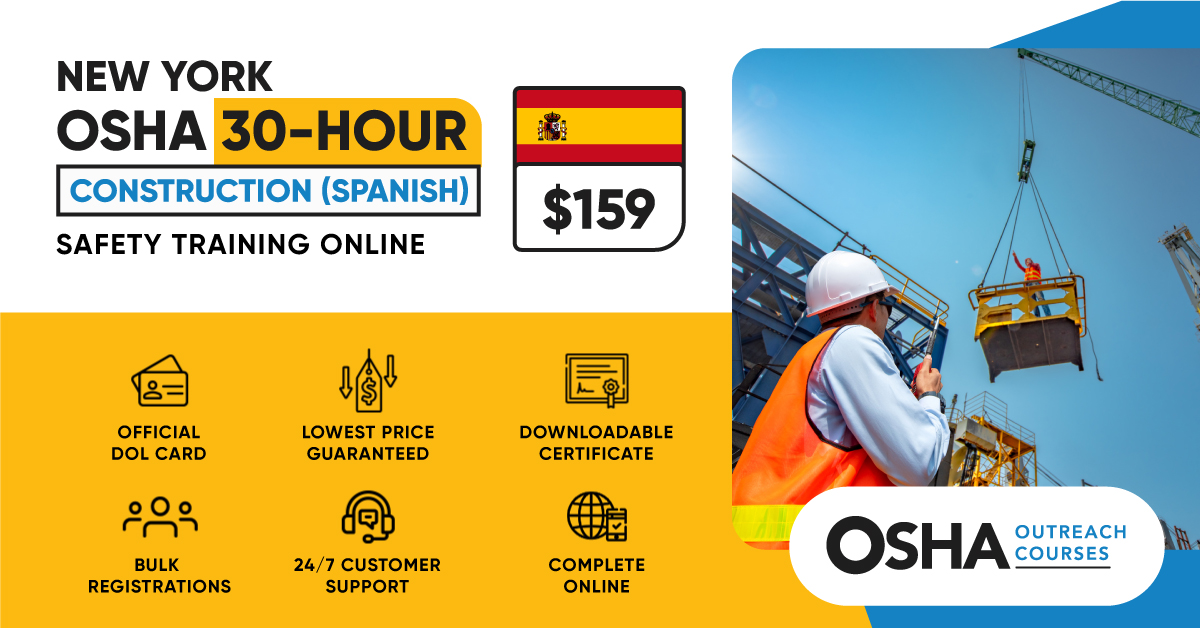 NEW YORK
OSHA 30-HOUR
CONSTRUCTION (SPANISH)
SAFETY TRAINING ONLINE
$159
OFFICIAL
DOL CARD
LOWEST PRICE
GUARANTEED
DOWNLOADABLE
CERTIFICATE
BULK
REGISTRATIONS
24/7 CUSTOMER
SUPPORT
COMPLETE
ONLINE
OSHA OUTREACH
COURSES